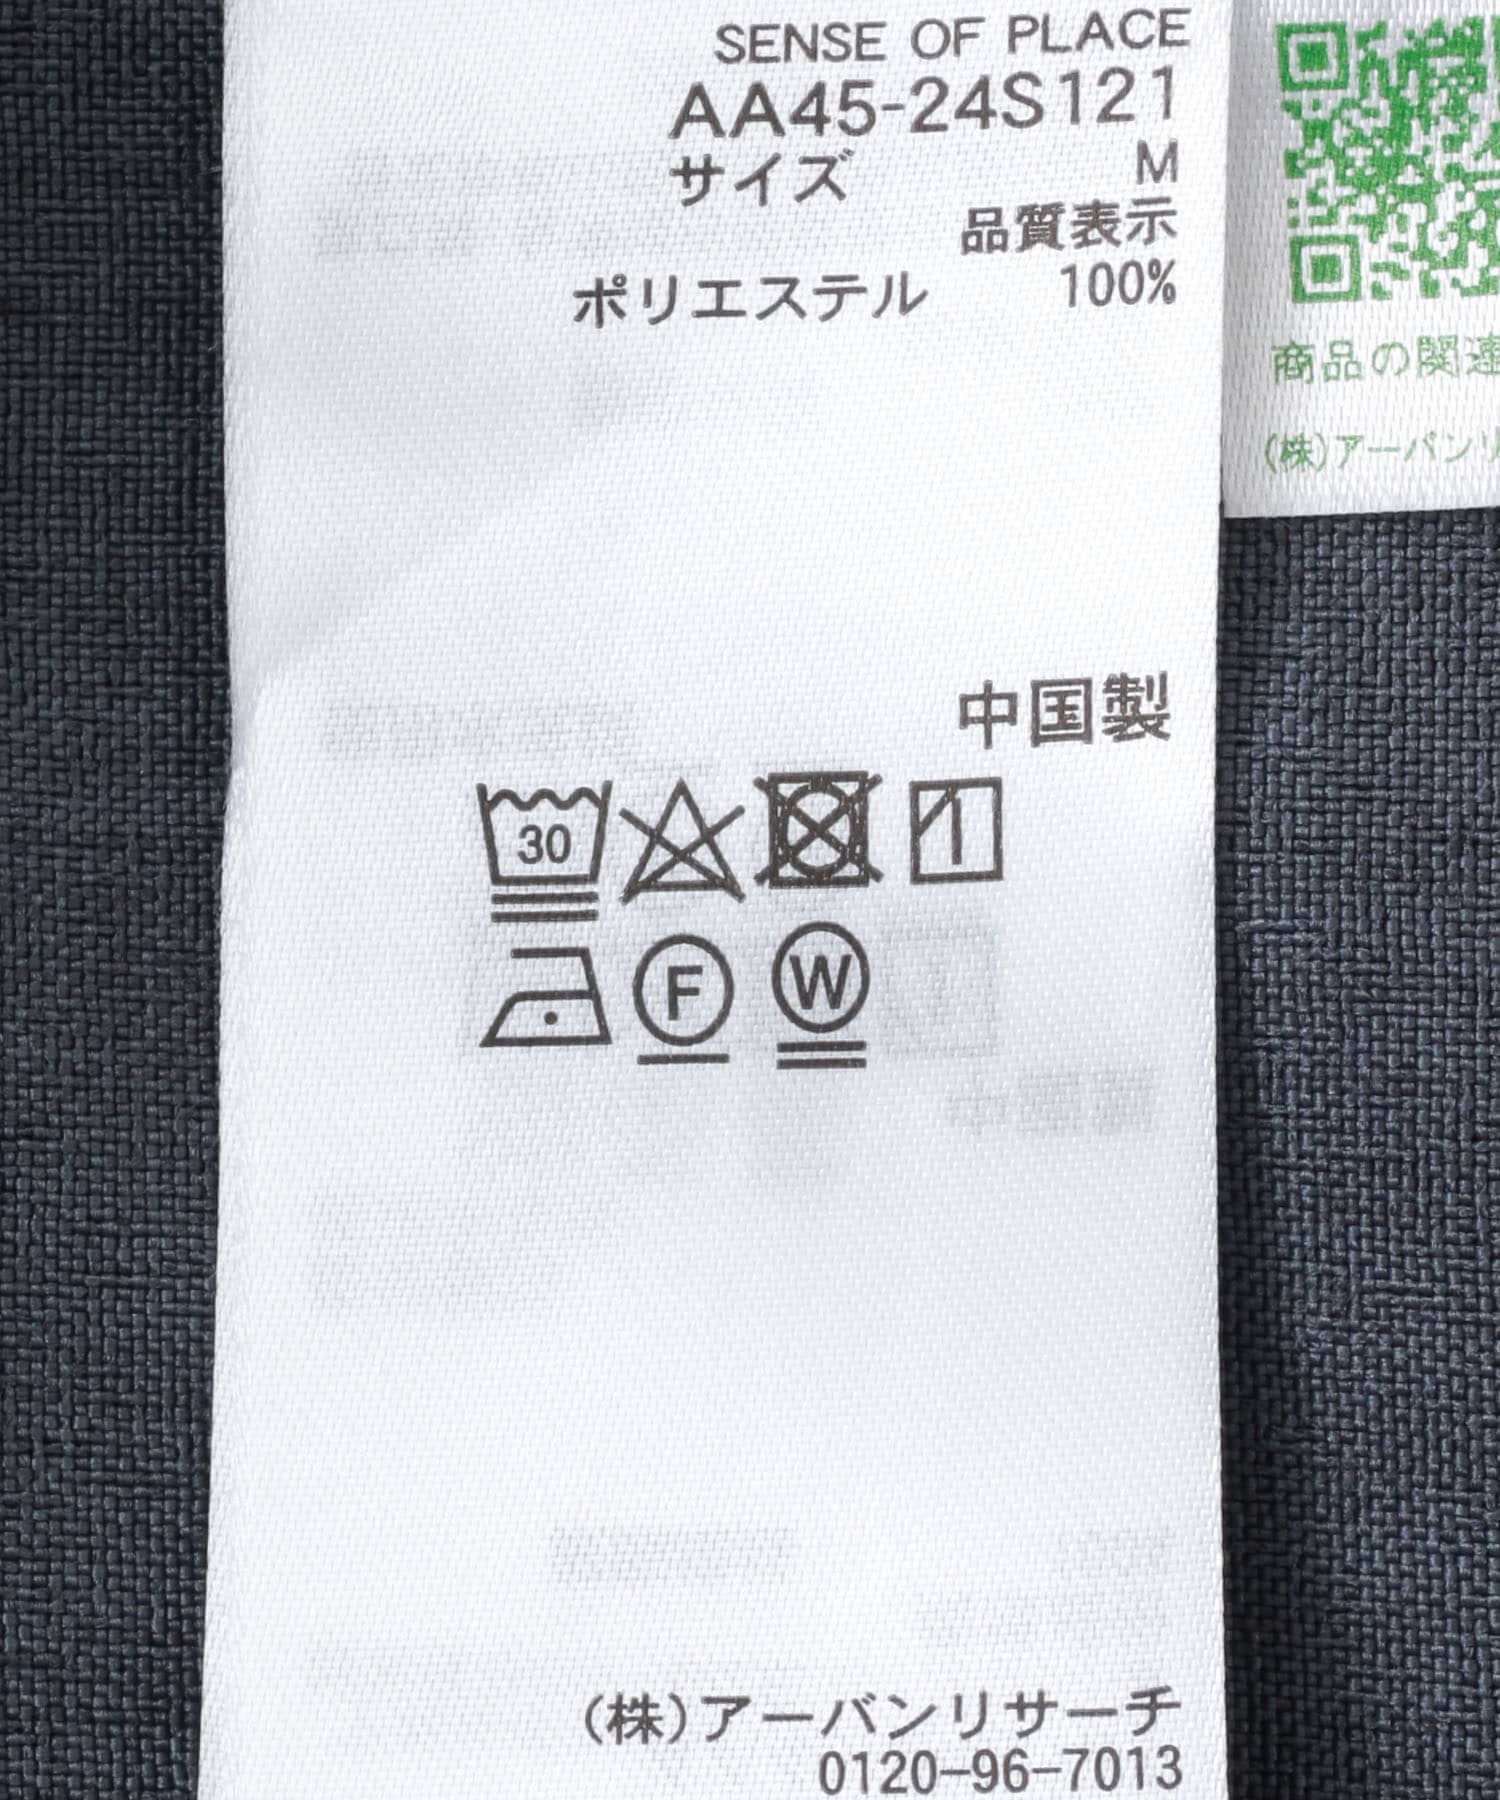 SENSE OF PLACE
AA45-24S121
サイズ M
品質表示
ポリエステル 100%
中国製
30
F W
(株)アーバンリサーチ
0120-96-7013
商品の関連
(株)アーバンリ